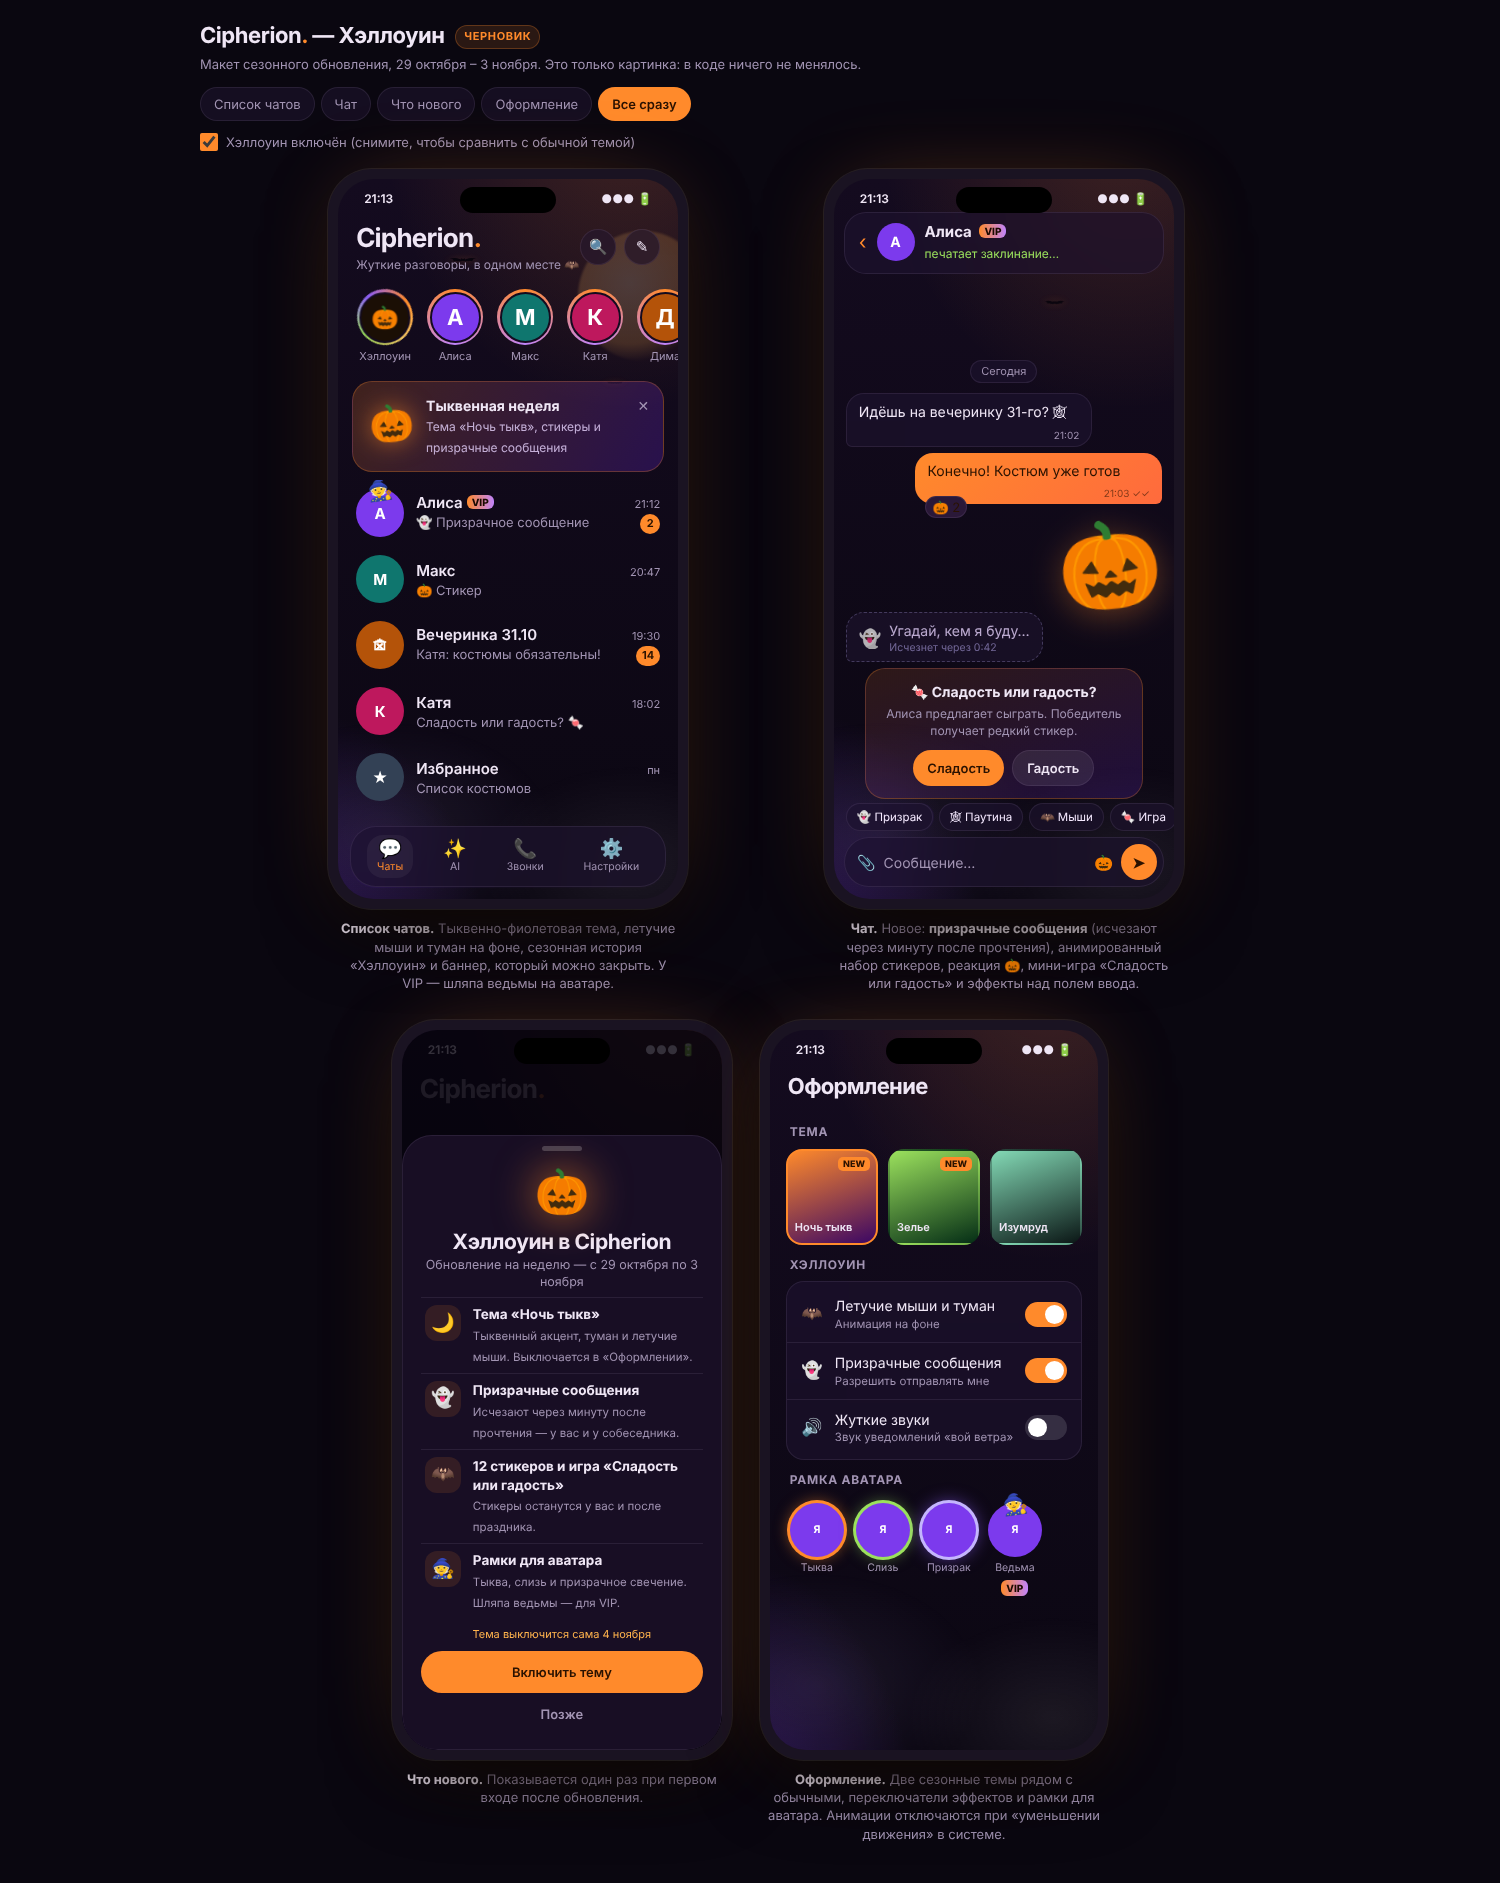 Cipherion. — Хэллоуин ЧЕРНОВИК
Макет сезонного обновления, 29 октября – 3 ноября. Это только картинка: в коде ничего не менялось.
Список чатов Чат Что нового Оформление Все сразу
Хэллоуин включён (снимите, чтобы сравнить с обычной темой)
21:13
Cipherion.
Жуткие разговоры, в одном месте 🦇
Хэллоуин
А Алиса
М Макс
К Катя
Д Дима
Тыквенная неделя ×
Тема «Ночь тыкв», стикеры и
призрачные сообщения
А
Алиса VIP 21:12
👻 Призрачное сообщение 2
М
Макс 20:47
🎃 Стикер
Вечеринка 31.10 19:30
Катя: костюмы обязательны! 14
К
Катя 18:02
Сладость или гадость? 🍬
Избранное пн
Список костюмов
Чаты AI Звонки Настройки
Список чатов. Тыквенно-фиолетовая тема, летучие
мыши и туман на фоне, сезонная история
«Хэллоуин» и баннер, который можно закрыть. У
VIP — шляпа ведьмы на аватаре.
21:13
А
Алиса VIP
печатает заклинание...
Сегодня
Идёшь на вечеринку 31-го? 🕸
21:02
Конечно! Костюм уже готов
21:03 ✓✓
Угадай, кем я буду...
Исчезнет через 0:42
🍬 Сладость или гадость?
Алиса предлагает сыграть. Победитель
получает редкий стикер.
Сладость Гадость
👻 Призрак 🕸 Паутина 🦇 Мыши 🍬 Игра
Сообщение...
Чат. Новое: призрачные сообщения (исчезают
через минуту после прочтения), анимированный
набор стикеров, реакция 🎃, мини-игра «Сладость
или гадость» и эффекты над полем ввода.
21:13
Cipherion.
Хэллоуин в Cipherion
Обновление на неделю — с 29 октября по 3
ноября
Тема «Ночь тыкв»
Тыквенный акцент, туман и летучие
мыши. Выключается в «Оформлении».
Призрачные сообщения
Исчезают через минуту после
прочтения — у вас и у собеседника.
12 стикеров и игра «Сладость
или гадость»
Стикеры останутся у вас и после
праздника.
Рамки для аватара
Тыква, слизь и призрачное свечение.
Шляпа ведьмы — для VIP.
Тема выключится сама 4 ноября
Включить тему
Позже
Что нового. Показывается один раз при первом
входе после обновления.
21:13
Оформление
ТЕМА
NEW NEW
Ночь тыкв Зелье Изумруд
ХЭЛЛОУИН
Летучие мыши и туман
Анимация на фоне
Призрачные сообщения
Разрешить отправлять мне
Жуткие звуки
Звук уведомлений «вой ветра»
РАМКА АВАТАРА
Я Я Я Я
Тыква Слизь Призрак Ведьма
VIP
Оформление. Две сезонные темы рядом с
обычными, переключатели эффектов и рамки для
аватара. Анимации отключаются при «уменьшении
движения» в системе.